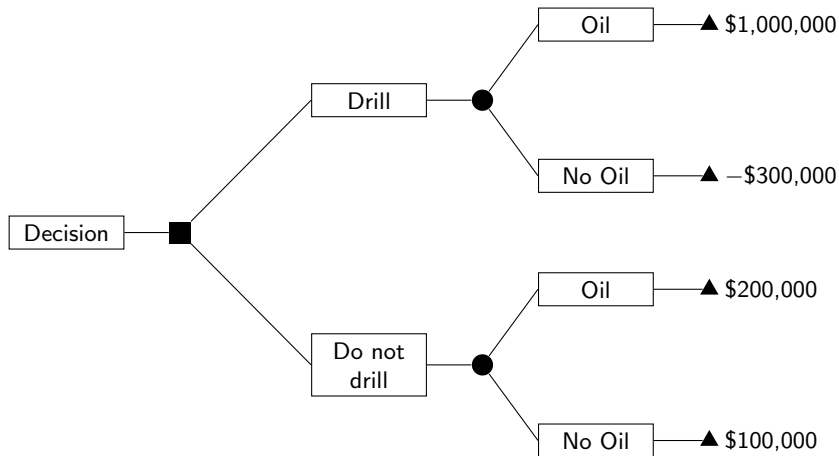 Oil
$1,000,000
Drill
No Oil
−$300,000
Decision
Oil
$200,000
Do not
drill
No Oil
$100,000